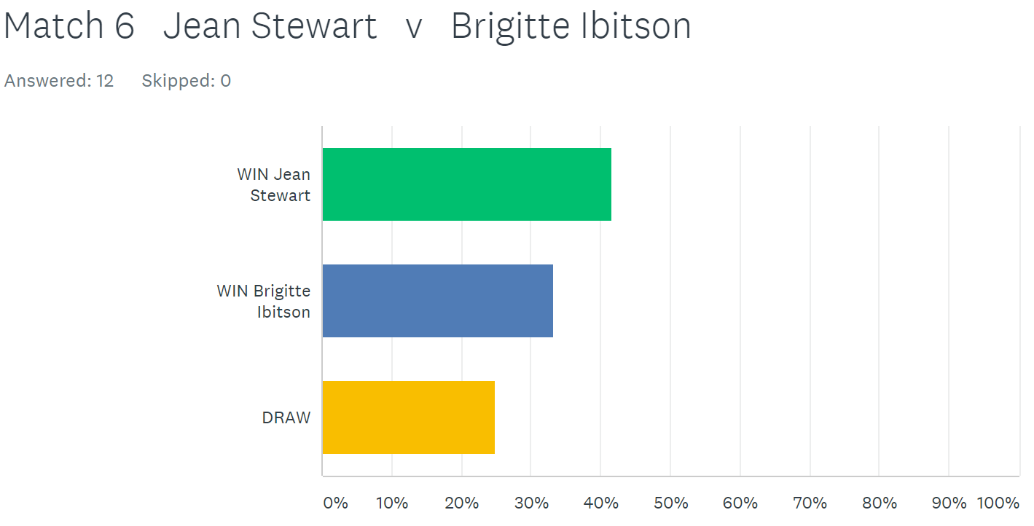 Match 6 Jean Stewart v Brigitte Ibitson
Answered: 12 Skipped: 0
WIN Jean
Stewart
WIN Brigitte
Ibitson
DRAW
0% 10% 20% 30% 40% 50% 60% 70% 80% 90% 100%